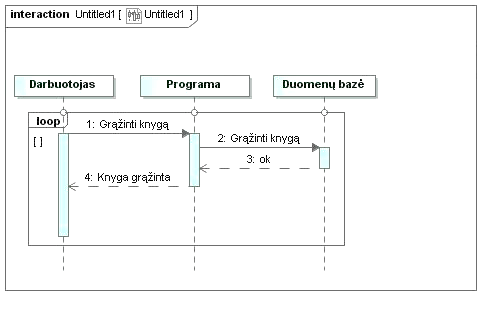 interaction Untitled1 [ Untitled1 ]
Darbuotojas
Programa
Duomenų bazė
loop
[ ]
1: Grąžinti knygą
2: Grąžinti knygą
3: ok
4: Knyga grąžinta